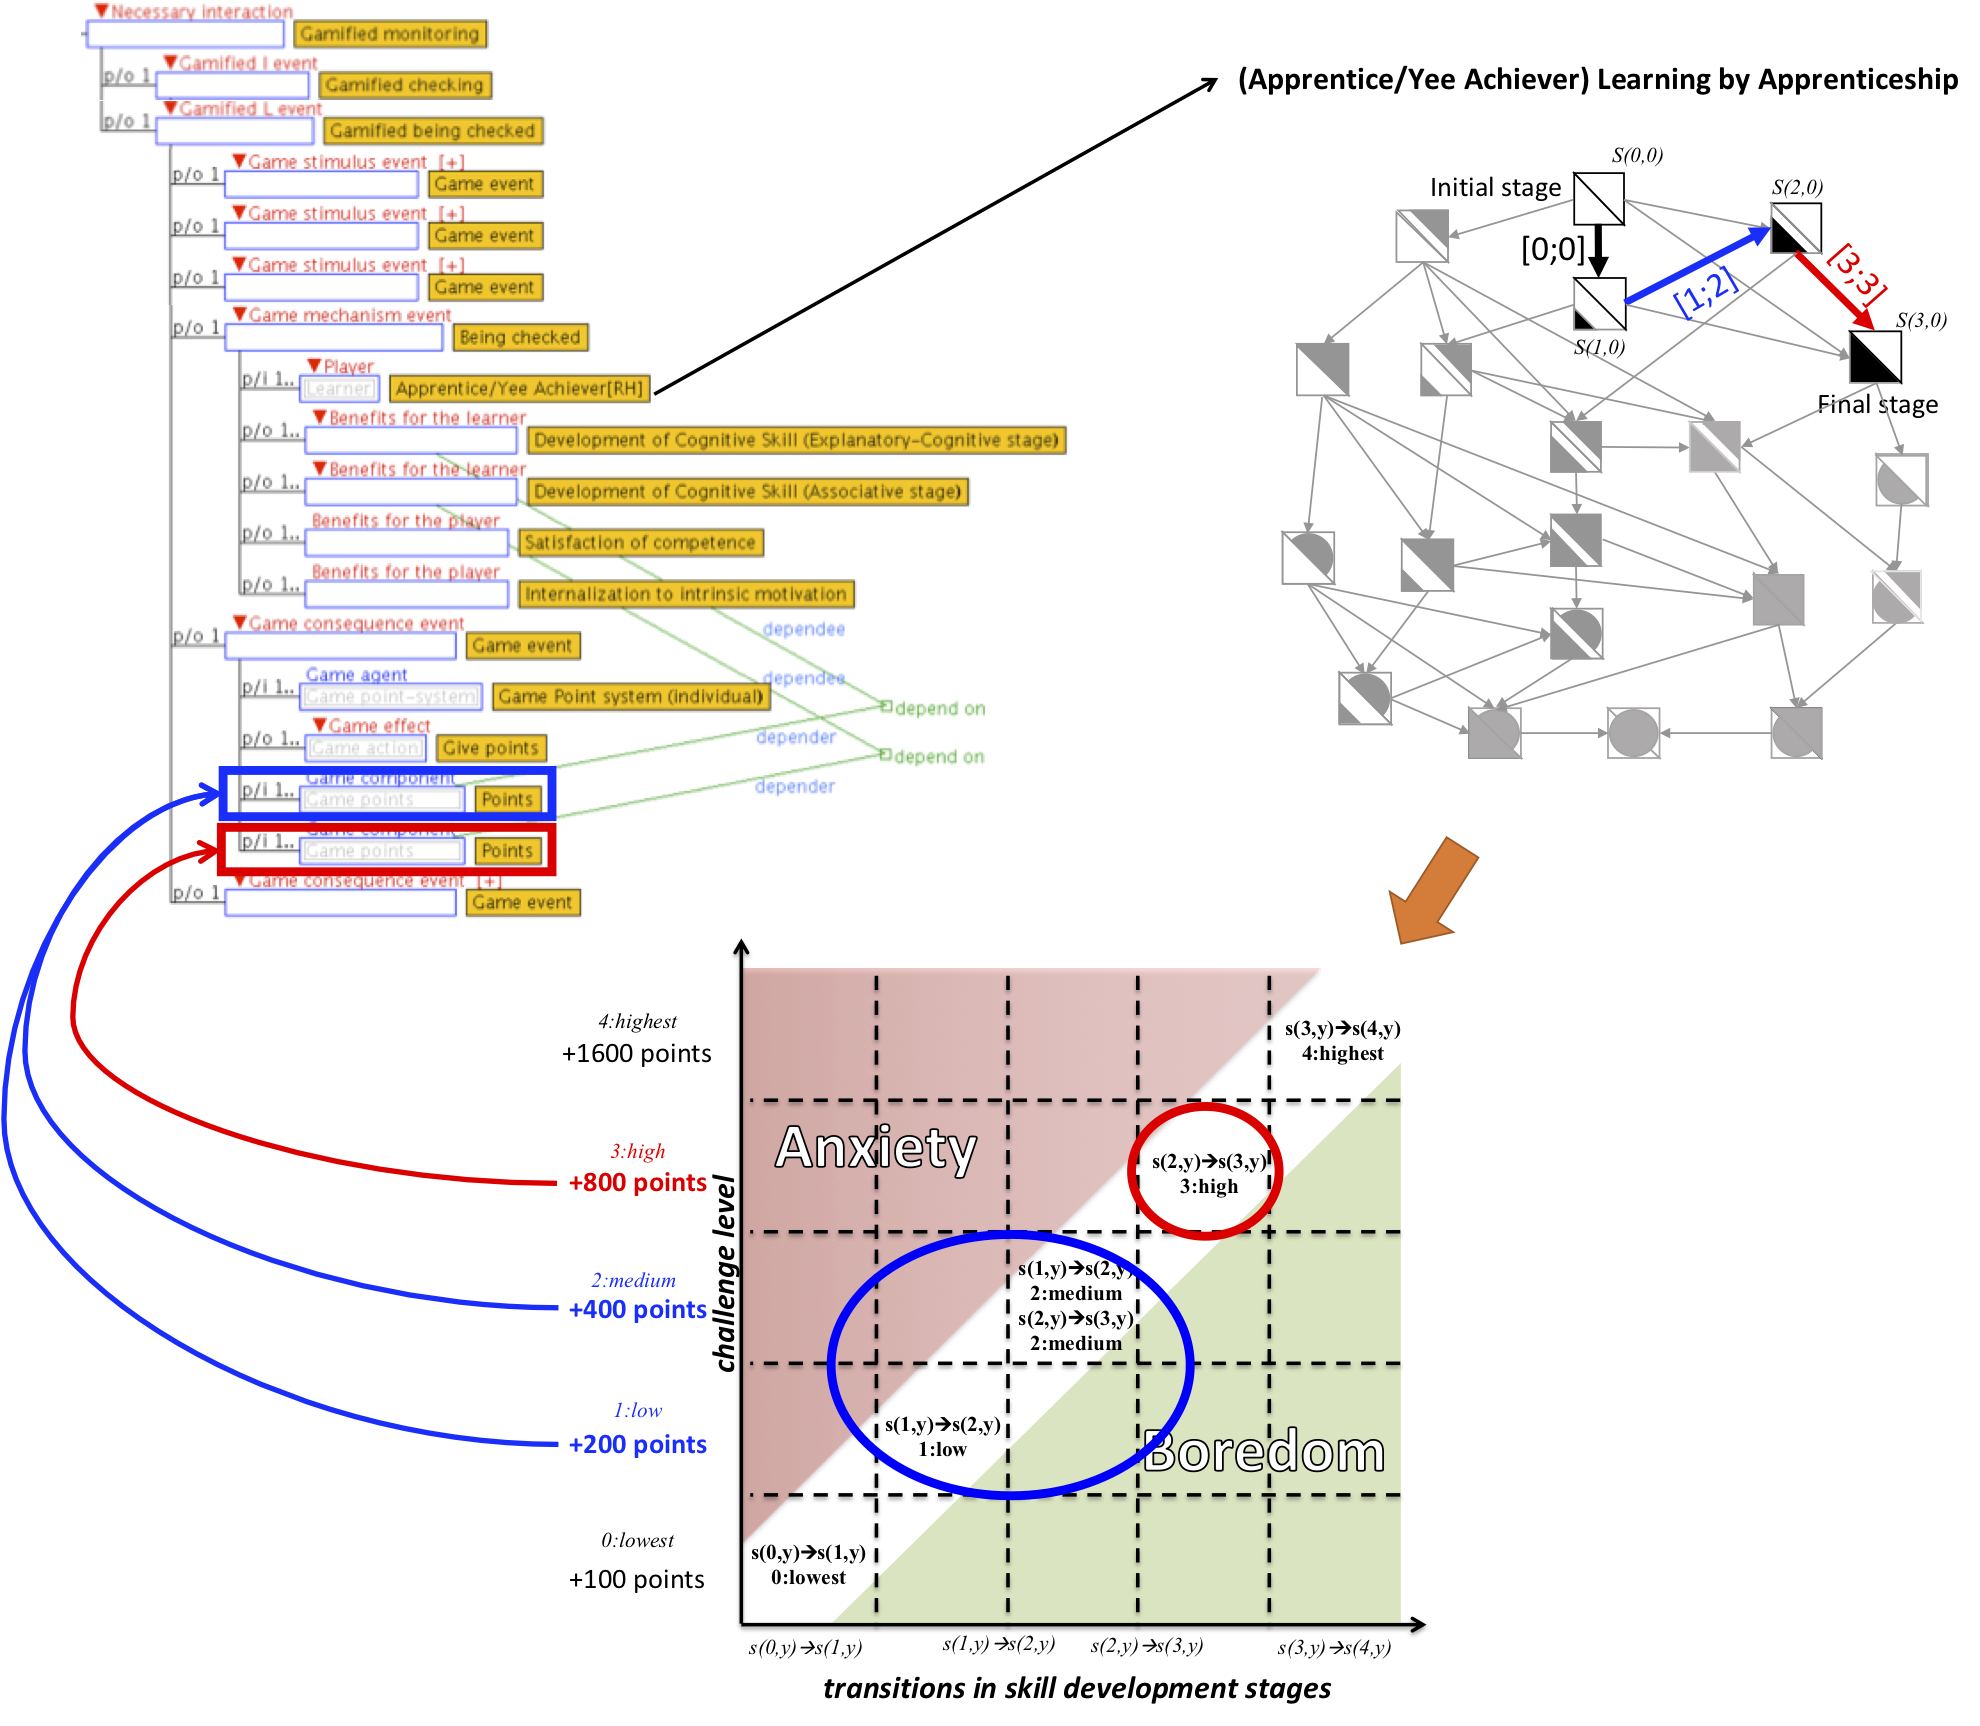 Necessary interaction
Gamified monitoring
p/o 1 Gamified I event
Gamified checking
p/o 1 Gamified L event
Gamified being checked
p/o 1 Game stimulus event [+]
Game event
p/o 1 Game stimulus event [+]
Game event
p/o 1 Game stimulus event [+]
Game event
p/o 1 Game mechanism event
Being checked
p/i 1.. Player
Learner Apprentice/Yee Achiever[RH]
p/o 1.. Benefits for the learner
Development of Cognitive Skill (Explanatory-Cognitive stage)
p/o 1.. Benefits for the learner
Development of Cognitive Skill (Associative stage)
p/o 1.. Benefits for the player
Satisfaction of competence
p/o 1.. Benefits for the player
Internalization to intrinsic motivation
p/o 1 Game consequence event
Game event
p/i 1.. Game agent
Game point-system Game Point system (individual)
p/o 1.. Game effect
Game action Give points
p/i 1.. Game component
Game points Points
p/i 1.. Game component
Game points Points
p/o 1 Game consequence event [+]
Game event
dependee
dependee
depend on
depender
depend on
depender
(Apprentice/Yee Achiever) Learning by Apprenticeship
S(0,0)
Initial stage
S(2,0)
[0;0]
[1;2]
[3;3]
S(1,0)
S(3,0)
Final stage
4:highest
+1600 points
3:high
+800 points
2:medium
+400 points
1:low
+200 points
0:lowest
+100 points
challenge level
Anxiety
Boredom
s(3,y)→s(4,y)
4:highest
s(2,y)→s(3,y)
3:high
s(1,y)→s(2,y)
2:medium
s(2,y)→s(3,y)
2:medium
s(1,y)→s(2,y)
1:low
s(0,y)→s(1,y)
0:lowest
s(0,y)→s(1,y)
s(1,y)→s(2,y)
s(2,y)→s(3,y)
s(3,y)→s(4,y)
transitions in skill development stages